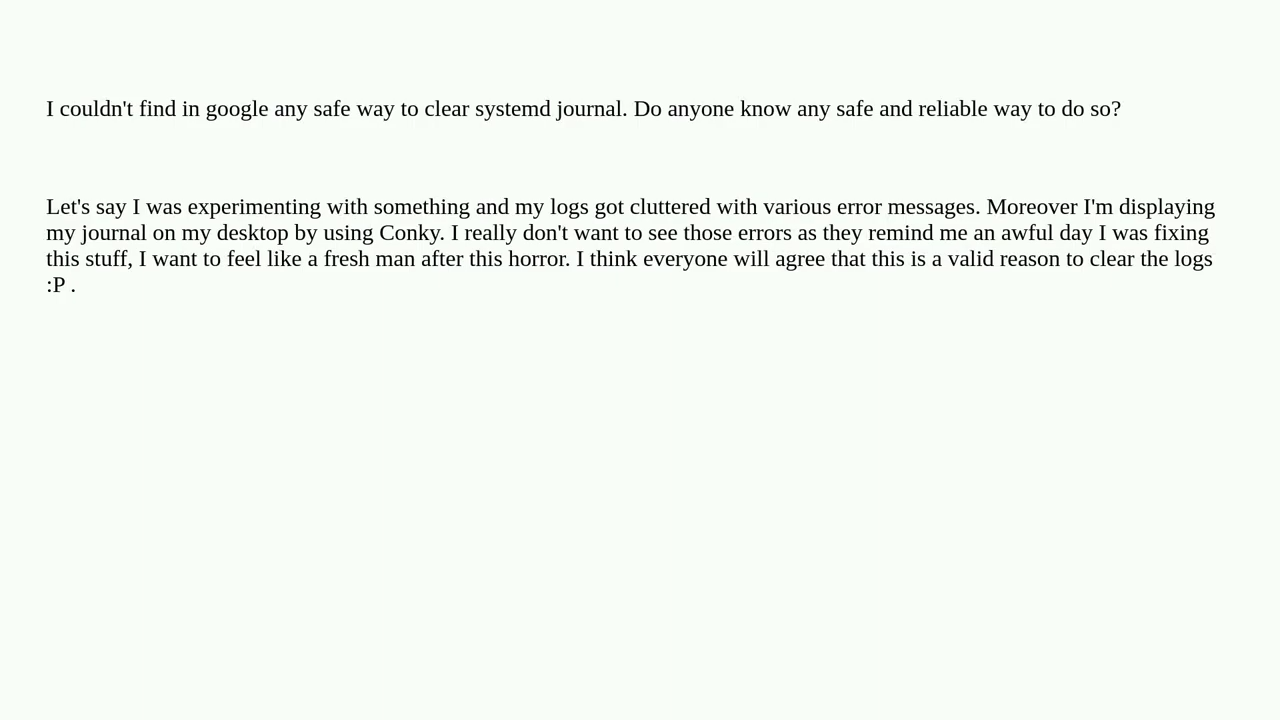 I couldn't find in google any safe way to clear systemd journal. Do anyone know any safe and reliable way to do so?
Let's say I was experimenting with something and my logs got cluttered with various error messages. Moreover I'm displaying
my journal on my desktop by using Conky. I really don't want to see those errors as they remind me an awful day I was fixing
this stuff, I want to feel like a fresh man after this horror. I think everyone will agree that this is a valid reason to clear the logs
:P .